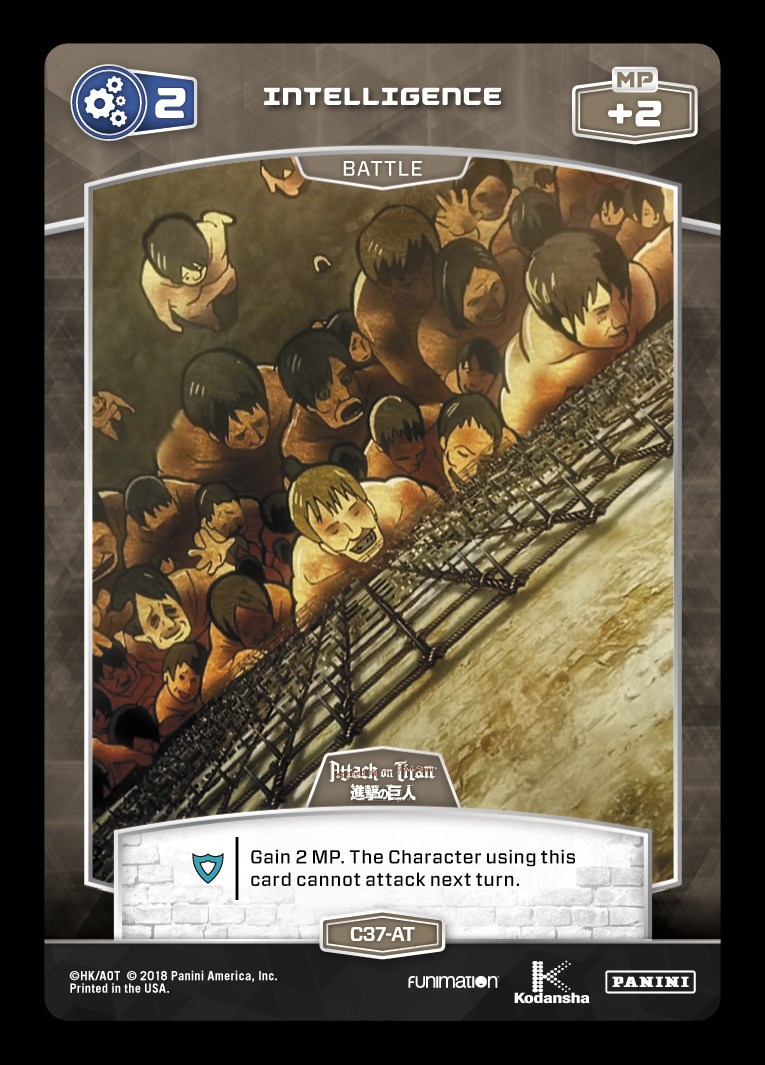 2
INTELLIGENCE
MP
+2
BATTLE
Attack on Titan
進撃の巨人
Gain 2 MP. The Character using this
card cannot attack next turn.
C37-AT
©HK/AOT © 2018 Panini America, Inc.
Printed in the USA.
FUNIMATION
K
Kodansha
PANINI